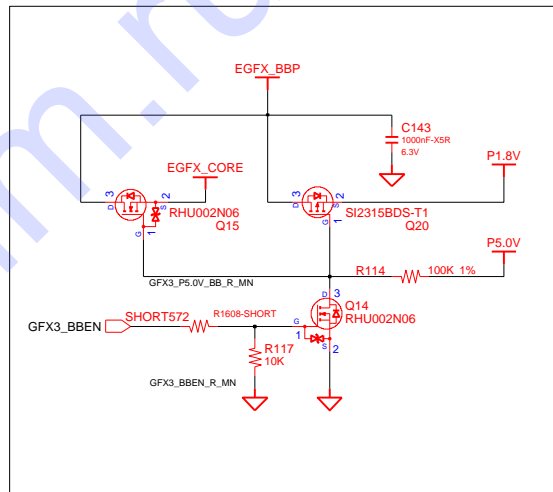 EGFX_BBP
C143
1000nF-X5R
6.3V
EGFX_CORE
P1.8V
3
2
D
S
G
1
RHU002N06
Q15
3
2
D
S
G
1
SI2315BDS-T1
Q20
P5.0V
GFX3_P5.0V_BB_R_MN
R114
100K 1%
D
3
Q14
RHU002N06
GFX3_BBEN
SHORT572
R1608-SHORT
G
1
S
2
R117
10K
GFX3_BBEN_R_MN